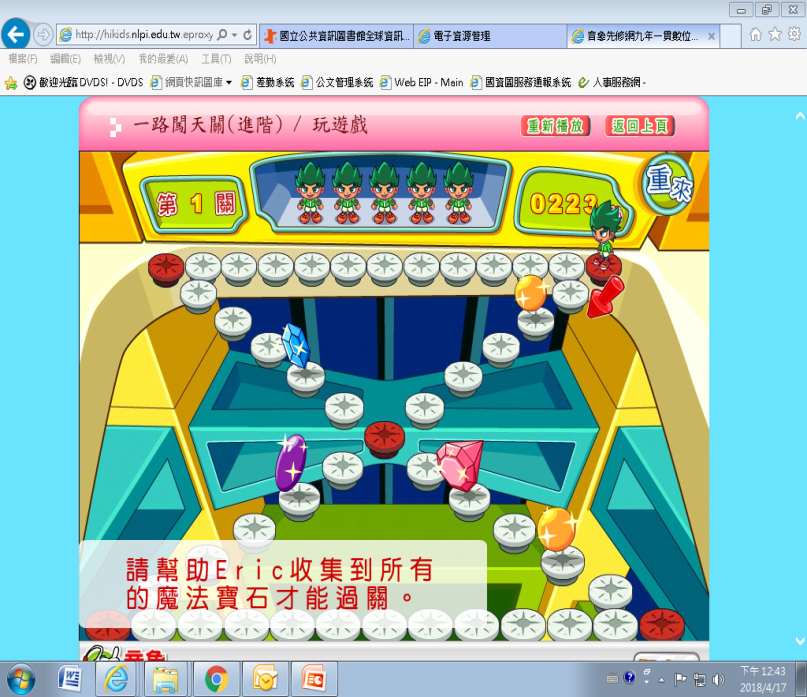 http://hikids.nlpi.edu.tw.eproxy
國立公共資訊圖書館全球資訊...
電子資源管理
育象先修網九年一貫數位...
檔案(F) 編輯(E) 檢視(V) 我的最愛(A) 工具(T) 說明(H)
歡迎光臨DVDS! - DVDS
網頁快訊圖庫
差勤系統
公文管理系統
Web EIP - Main
國資圖服務通報系統
人事服務網-
一路闖天關(進階) / 玩遊戲
重新播放
返回上頁
第 1 關
0223
重來
請幫助Eric收集到所有
的魔法寶石才能過關。
下午 12:43
2018/4/17